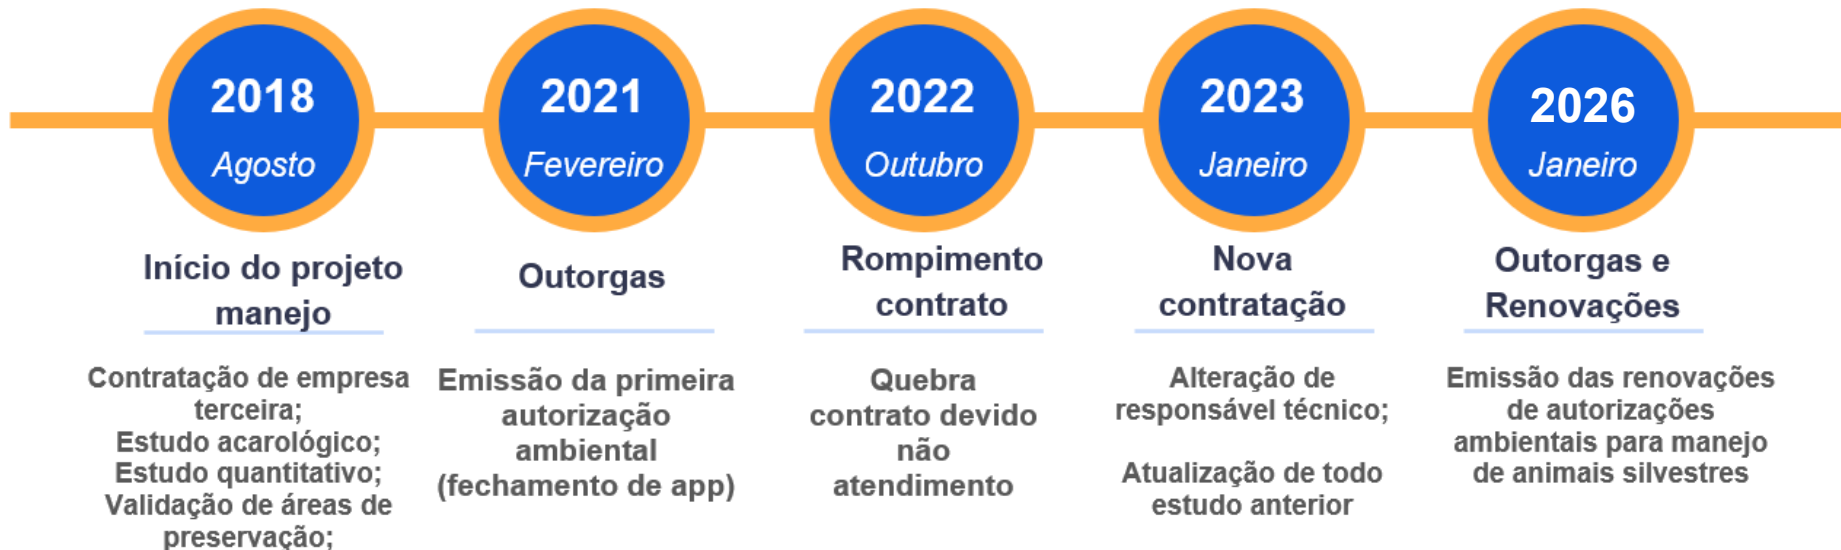 2018
Agosto
Início do projeto
manejo
Contratação de empresa
terceira;
Estudo acarológico;
Estudo quantitativo;
Validação de áreas de
preservação;
2021
Fevereiro
Outorgas
Emissão da primeira
autorização
ambiental
(fechamento de app)
2022
Outubro
Rompimento
contrato
Quebra
contrato devido
não
atendimento
2023
Janeiro
Nova
contratação
Alteração de
responsável técnico;
Atualização de todo
estudo anterior
2026
Janeiro
Outorgas e
Renovações
Emissão das renovações
de autorizações
ambientais para manejo
de animais silvestres